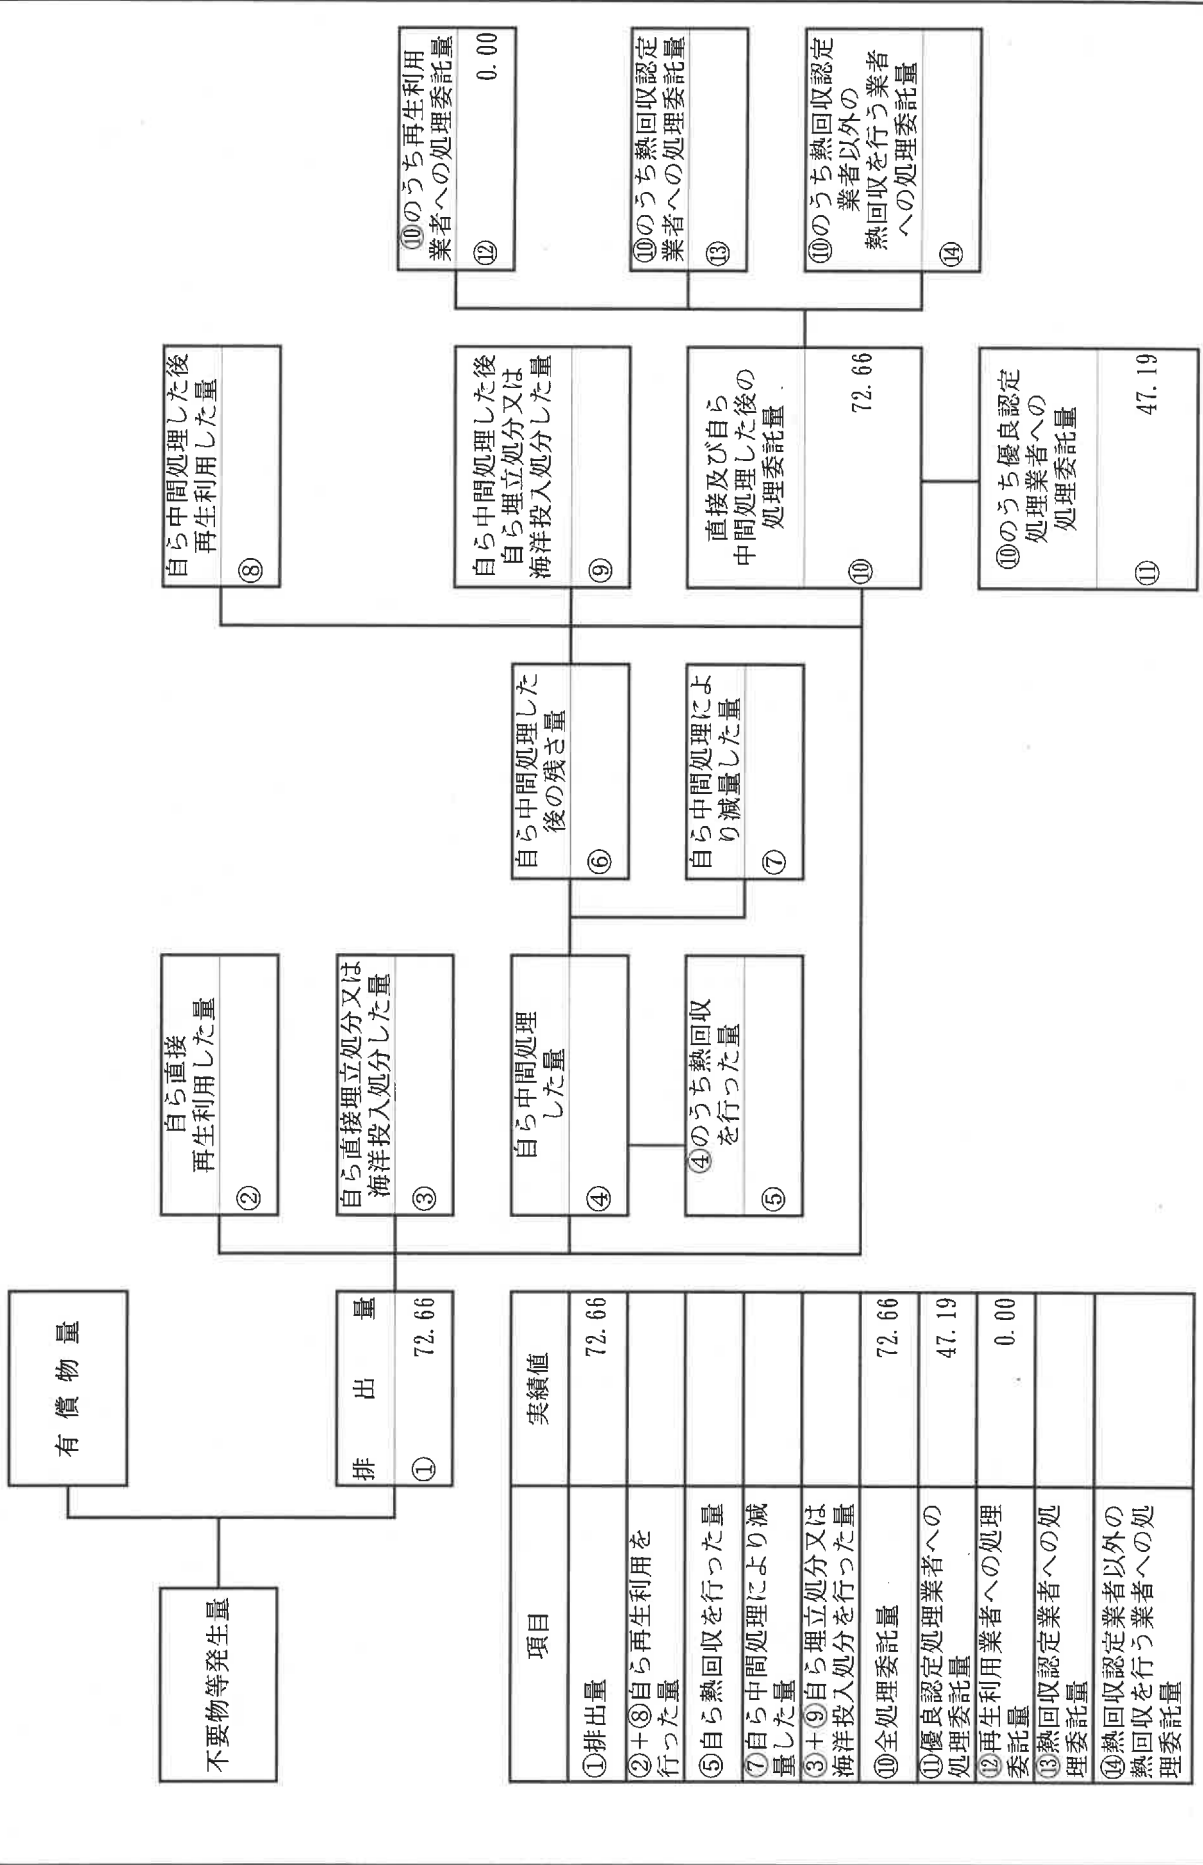 不要物等発生量
有償物量
排出量
① 72.66
自ら直接
再生利用した量
②
自ら直接埋立処分又は
海洋投入処分した量
③
自ら中間処理
した量
④
④のうち熱回収
を行った量
⑤
自ら中間処理した
後の残さ量
⑥
自ら中間処理によ
り減量した量
⑦
自ら中間処理した後
再生利用した量
⑧
自ら中間処理した後
自ら埋立処分又は
海洋投入処分した量
⑨
直接及び自ら
中間処理した後の
処理委託量
⑩ 72.66
⑩のうち優良認定
処理業者への
処理委託量
⑪ 47.19
⑩のうち再生利用
業者への処理委託量
⑫ 0.00
⑩のうち熱回収認定
業者への処理委託量
⑬
⑩のうち熱回収認定
業者以外の
熱回収を行う業者
への処理委託量
⑭
項目 実績値
①排出量 72.66
②+⑧自ら再生利用を
行った量
⑤自ら熱回収を行った量
⑦自ら中間処理により減
量した量
③+⑨自ら埋立処分又は
海洋投入処分を行った量
⑩全処理委託量 72.66
⑪優良認定処理業者への
処理委託量 47.19
⑫再生利用業者への処理
委託量 0.00
⑬熱回収認定業者への処
理委託量
⑭熱回収認定業者以外の
熱回収を行う業者への処
理委託量